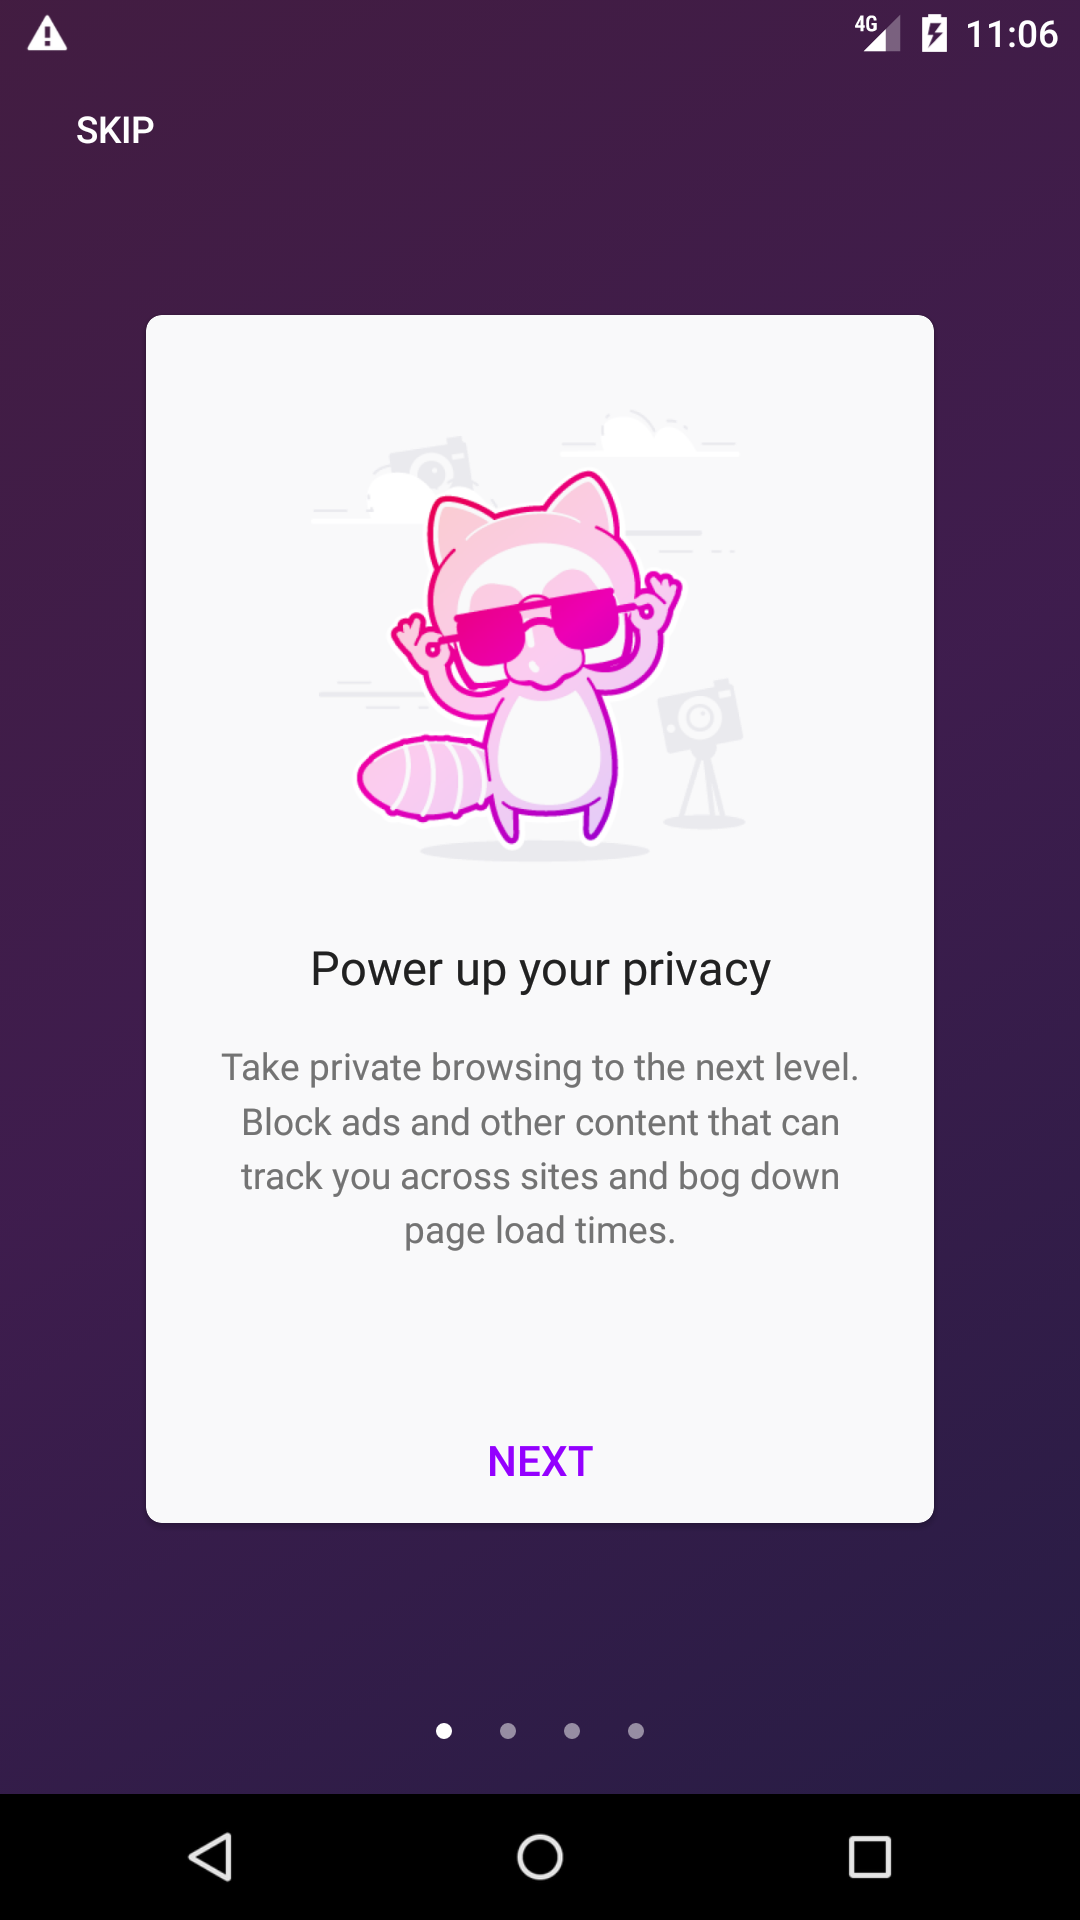 4G 11:06
SKIP
Power up your privacy
Take private browsing to the next level.
Block ads and other content that can
track you across sites and bog down
page load times.
NEXT